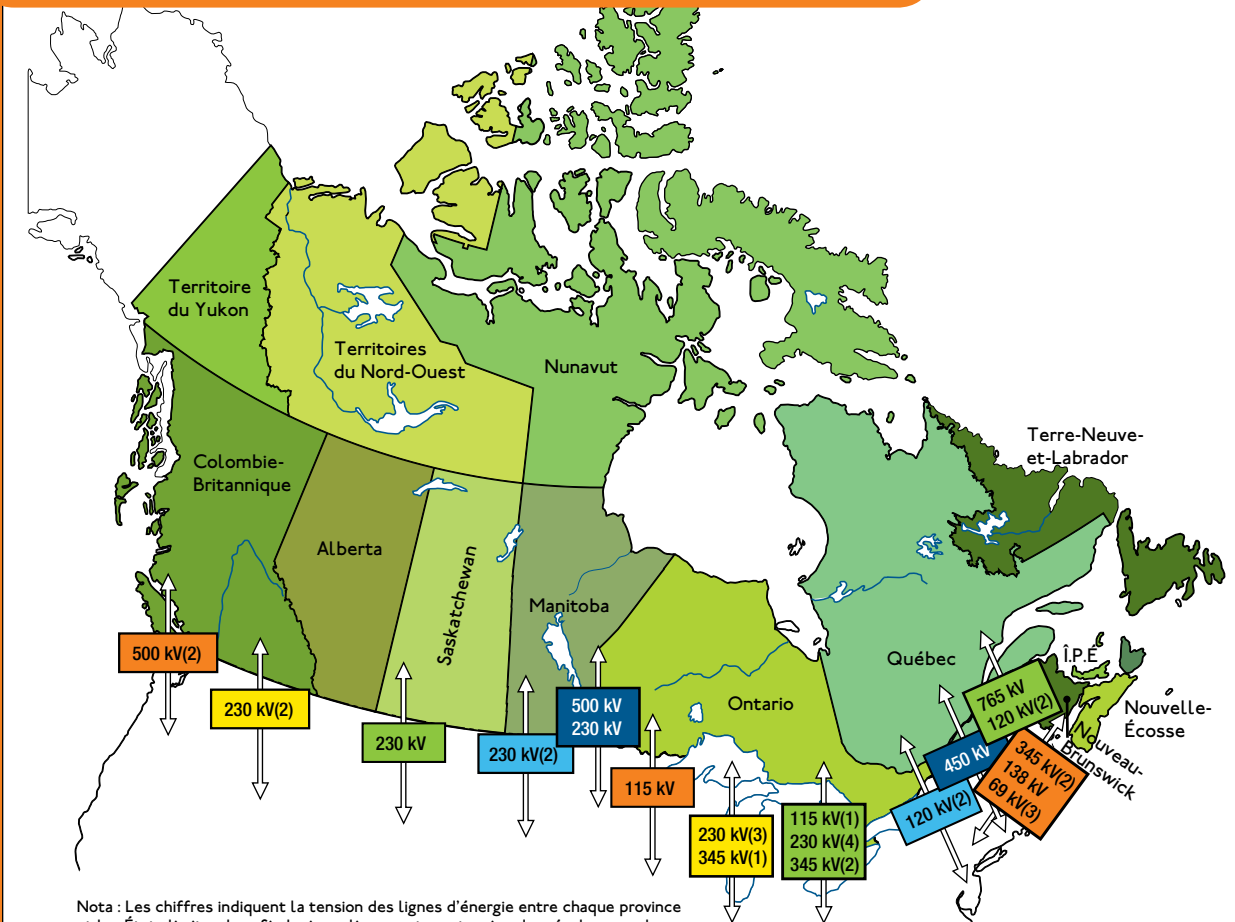 Territoire
du Yukon
Territoires
du Nord-Ouest
Nunavut
Terre-Neuve-
et-Labrador
Colombie-
Britannique
Alberta
Saskatchewan
Manitoba
Québec
Î.P.É
Ontario
Nouvelle-
Écosse
Nouveau-
Brunswick
500 kV(2)
230 kV(2)
230 kV
230 kV(2)
500 kV
230 kV
115 kV
230 kV(3)
345 kV(1)
115 kV(1)
230 kV(4)
345 kV(2)
120 kV(2)
450 kV
765 kV
120 kV(2)
345 kV(2)
138 kV
69 kV(3)
Nota : Les chiffres indiquent la tension des lignes d'énergie entre chaque province